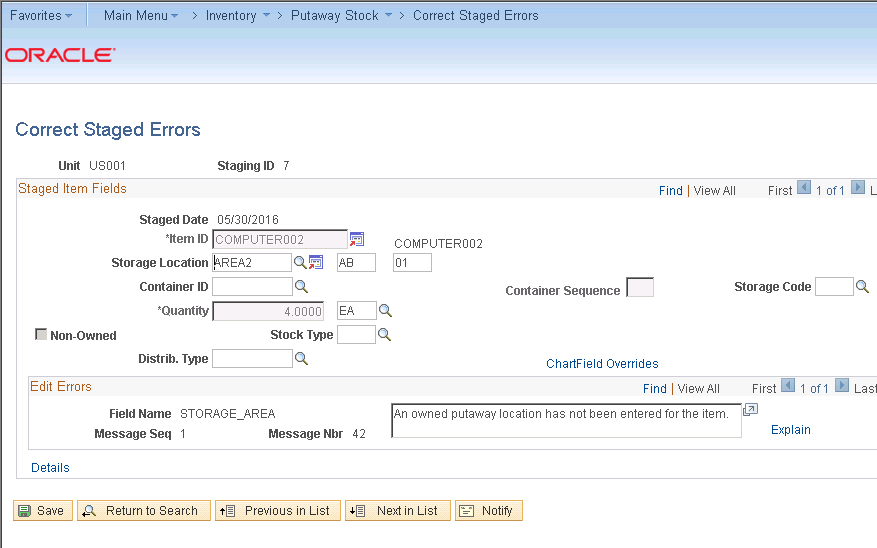 Favorites Main Menu > Inventory > Putaway Stock > Correct Staged Errors
ORACLE
Correct Staged Errors
Unit US001 Staging ID 7
Staged Item Fields Find | View All First 1 of 1 L
Staged Date 05/30/2016
*Item ID COMPUTER002 COMPUTER002
Storage Location AREA2 AB 01
Container ID Container Sequence Storage Code
*Quantity 4.0000 EA
Non-Owned Stock Type
Distrib. Type
ChartField Overrides
Edit Errors Find | View All First 1 of 1 Last
Field Name STORAGE_AREA An owned putaway location has not been entered for the item.
Message Seq 1 Message Nbr 42 Explain
Details
Save Return to Search Previous in List Next in List Notify